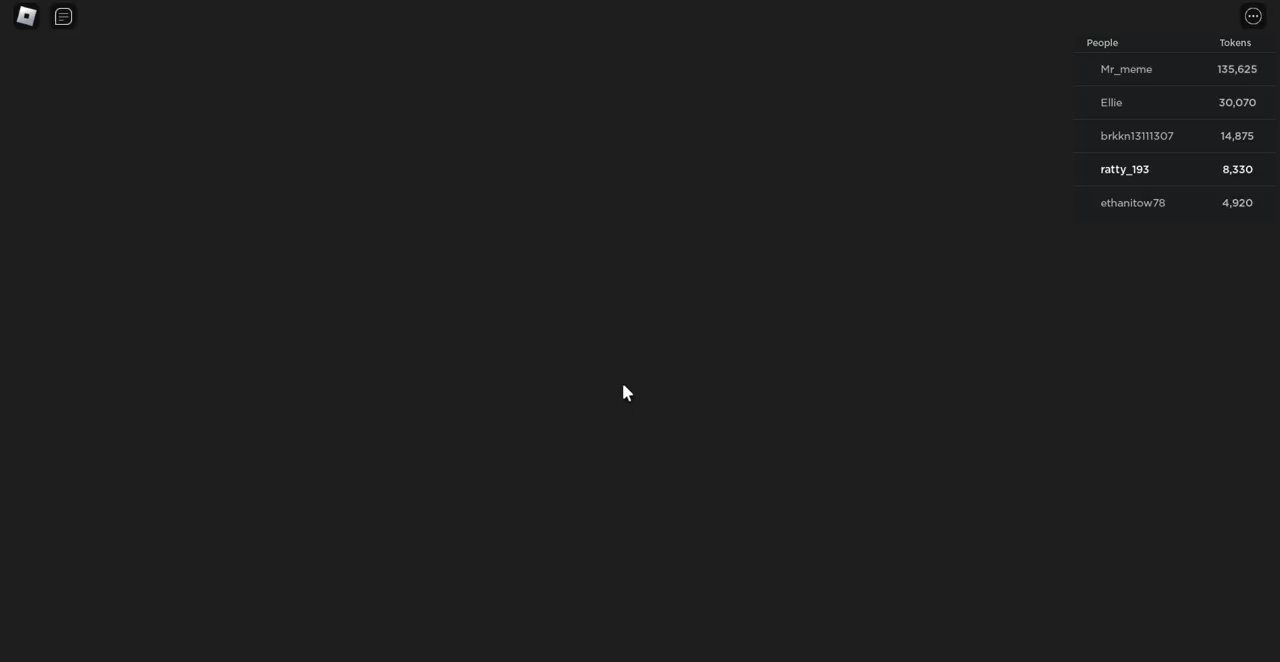 People Tokens
Mr_meme 135,625
Ellie 30,070
brkkn13111307 14,875
ratty_193 8,330
ethanitow78 4,920